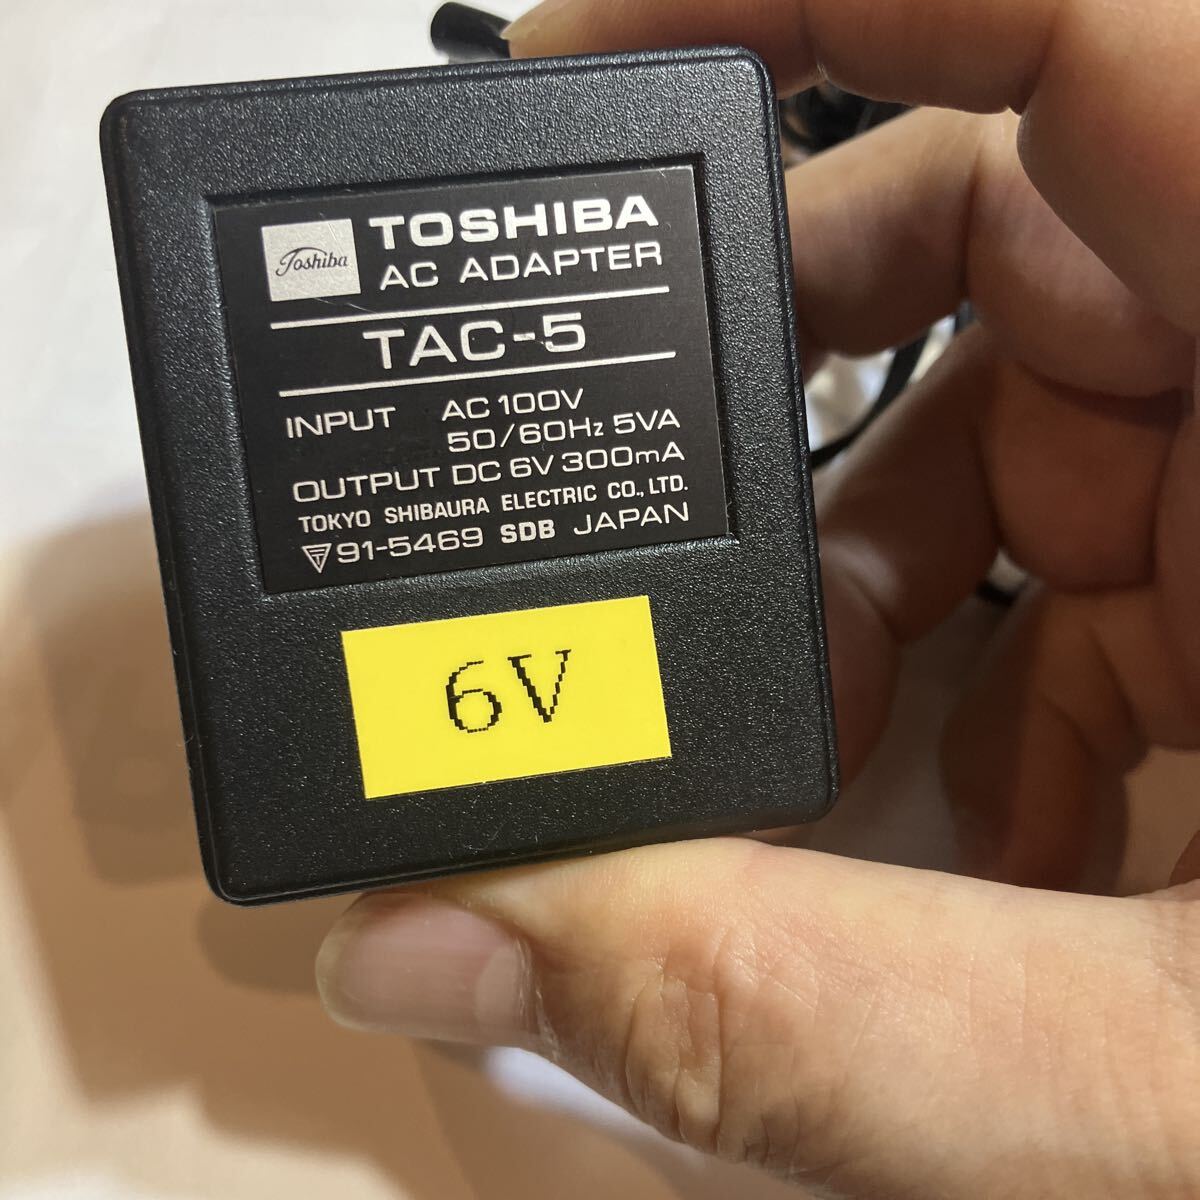 Toshiba
TOSHIBA
AC ADAPTER
TAC-5
INPUT AC 100V
50/60Hz 5VA
OUTPUT DC 6V 300mA
TOKYO SHIBAURA ELECTRIC CO., LTD.
T 91-5469 SDB JAPAN
6V